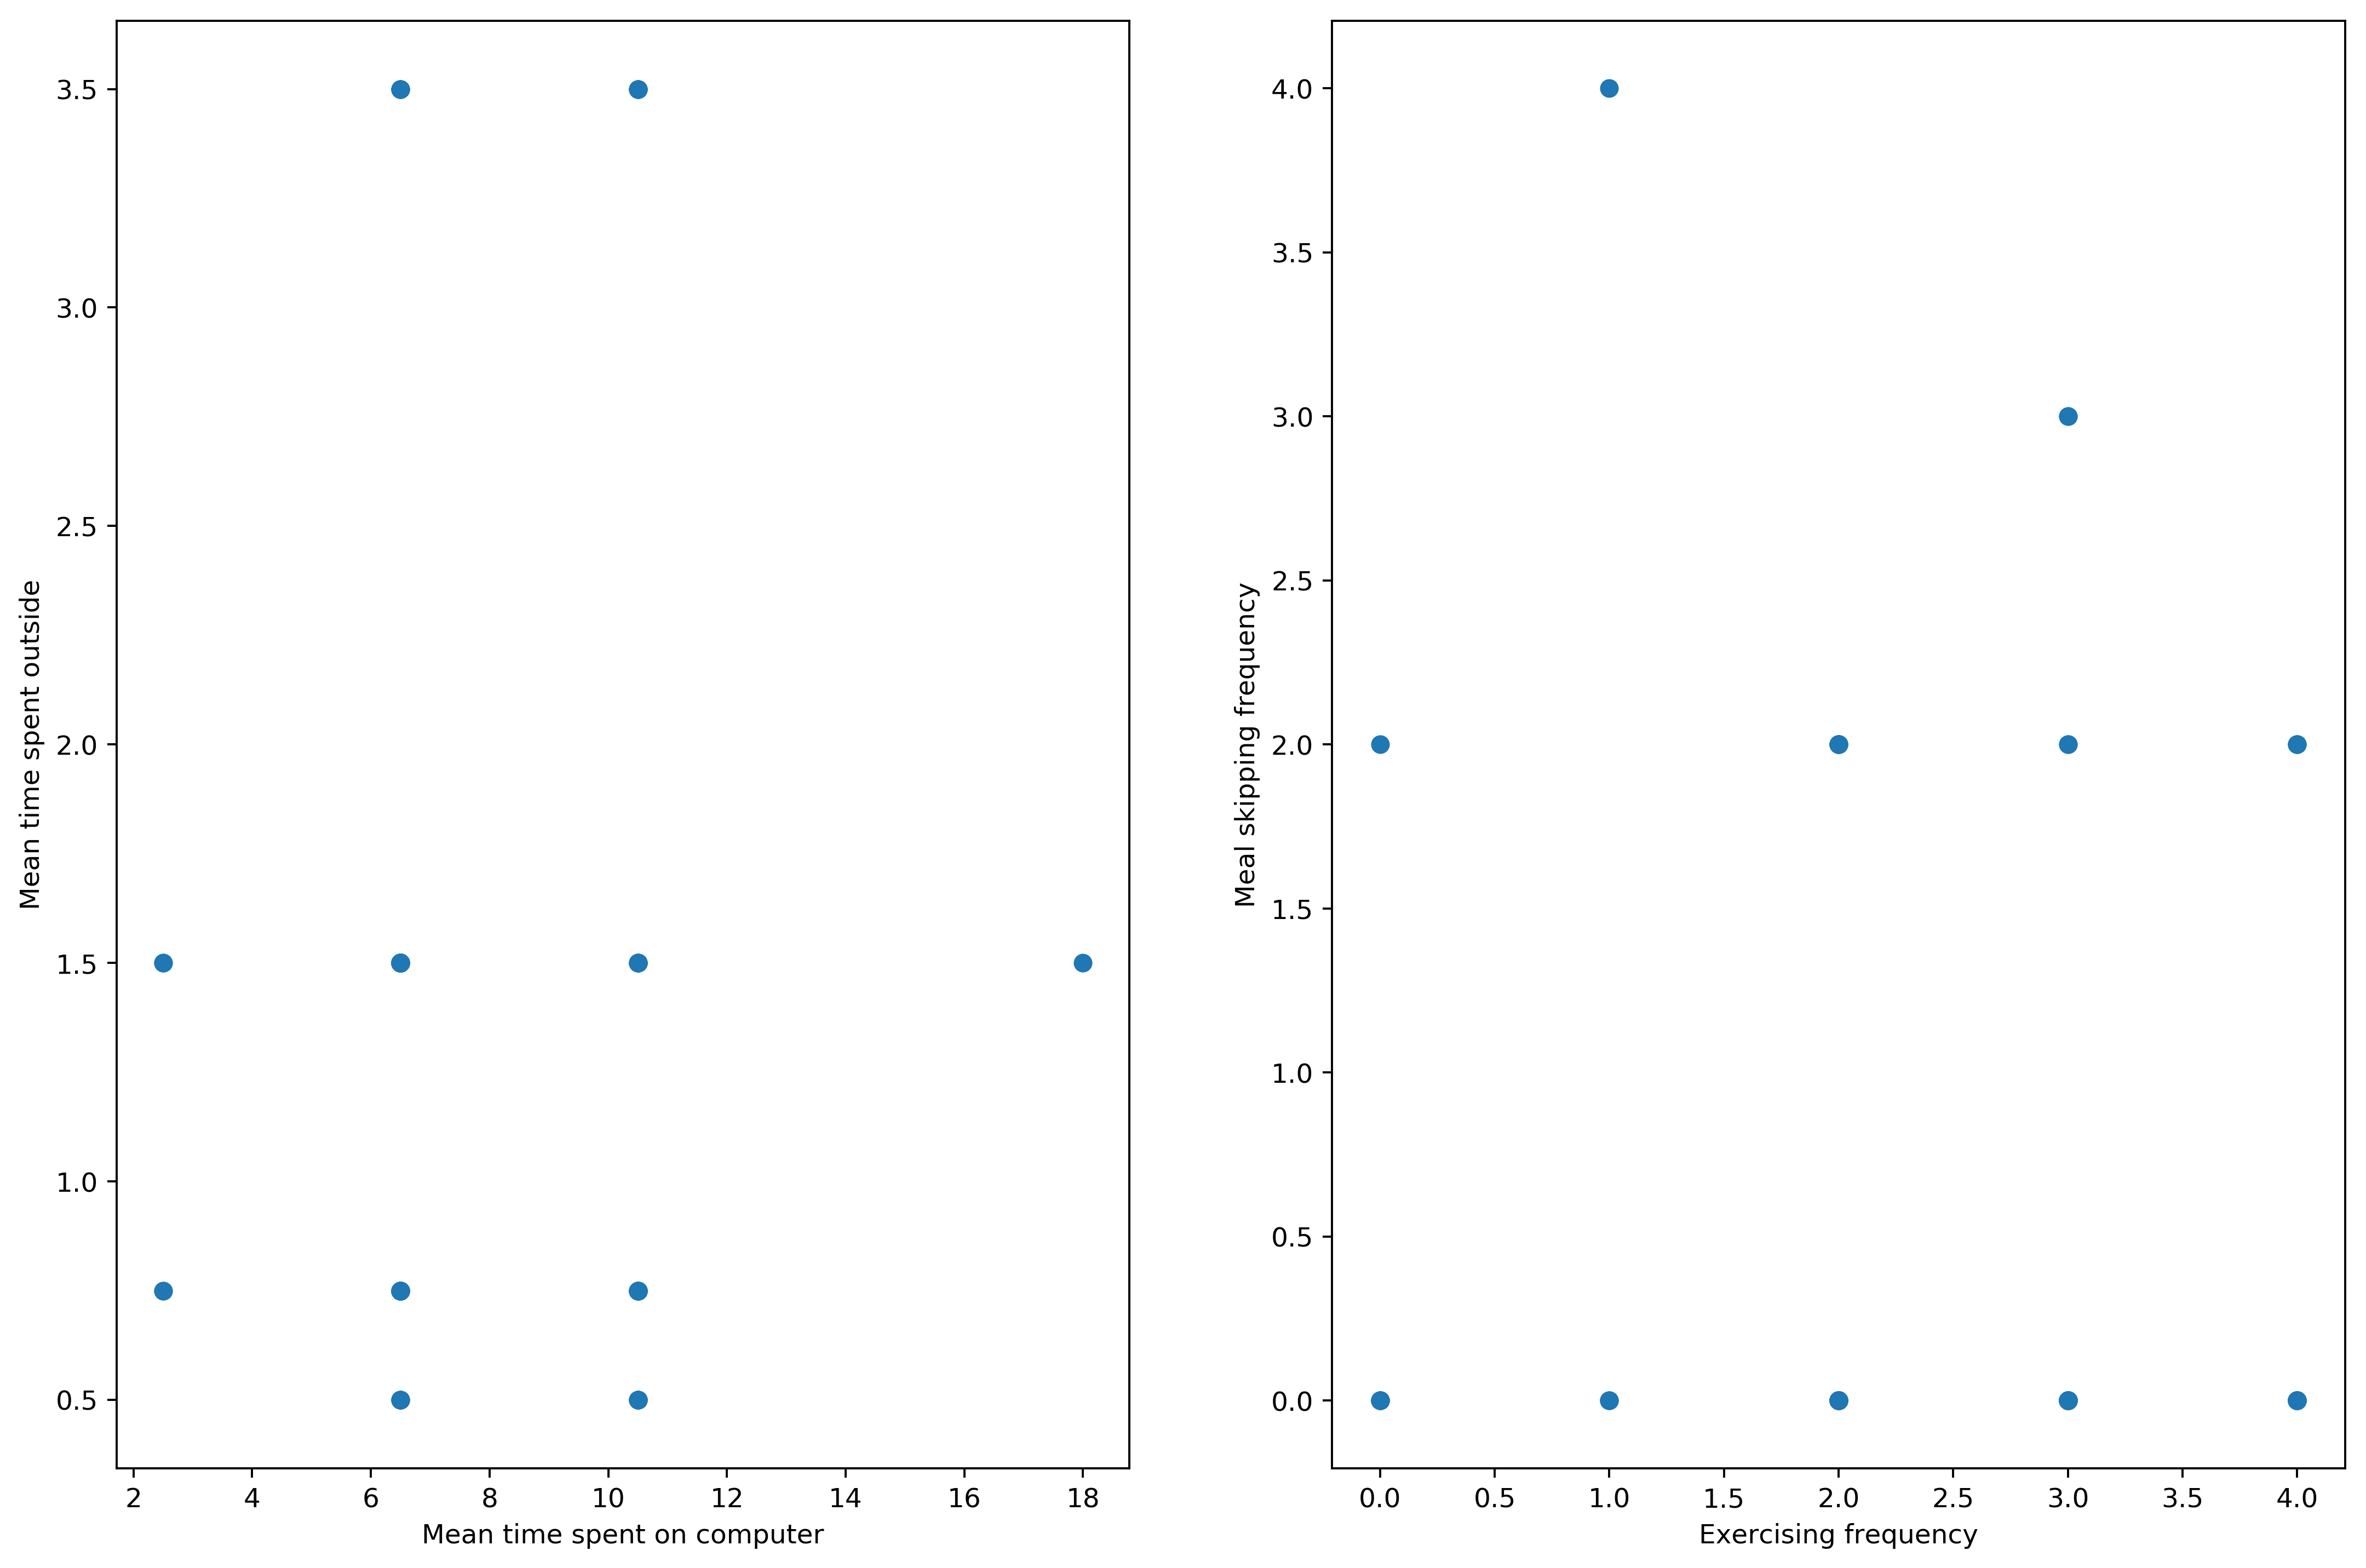 3.5
3.0
2.5
2.0
1.5
1.0
0.5
Mean time spent outside
2 4 6 8 10 12 14 16 18
Mean time spent on computer
4.0
3.5
3.0
2.5
2.0
1.5
1.0
0.5
0.0
Meal skipping frequency
0.0 0.5 1.0 1.5 2.0 2.5 3.0 3.5 4.0
Exercising frequency